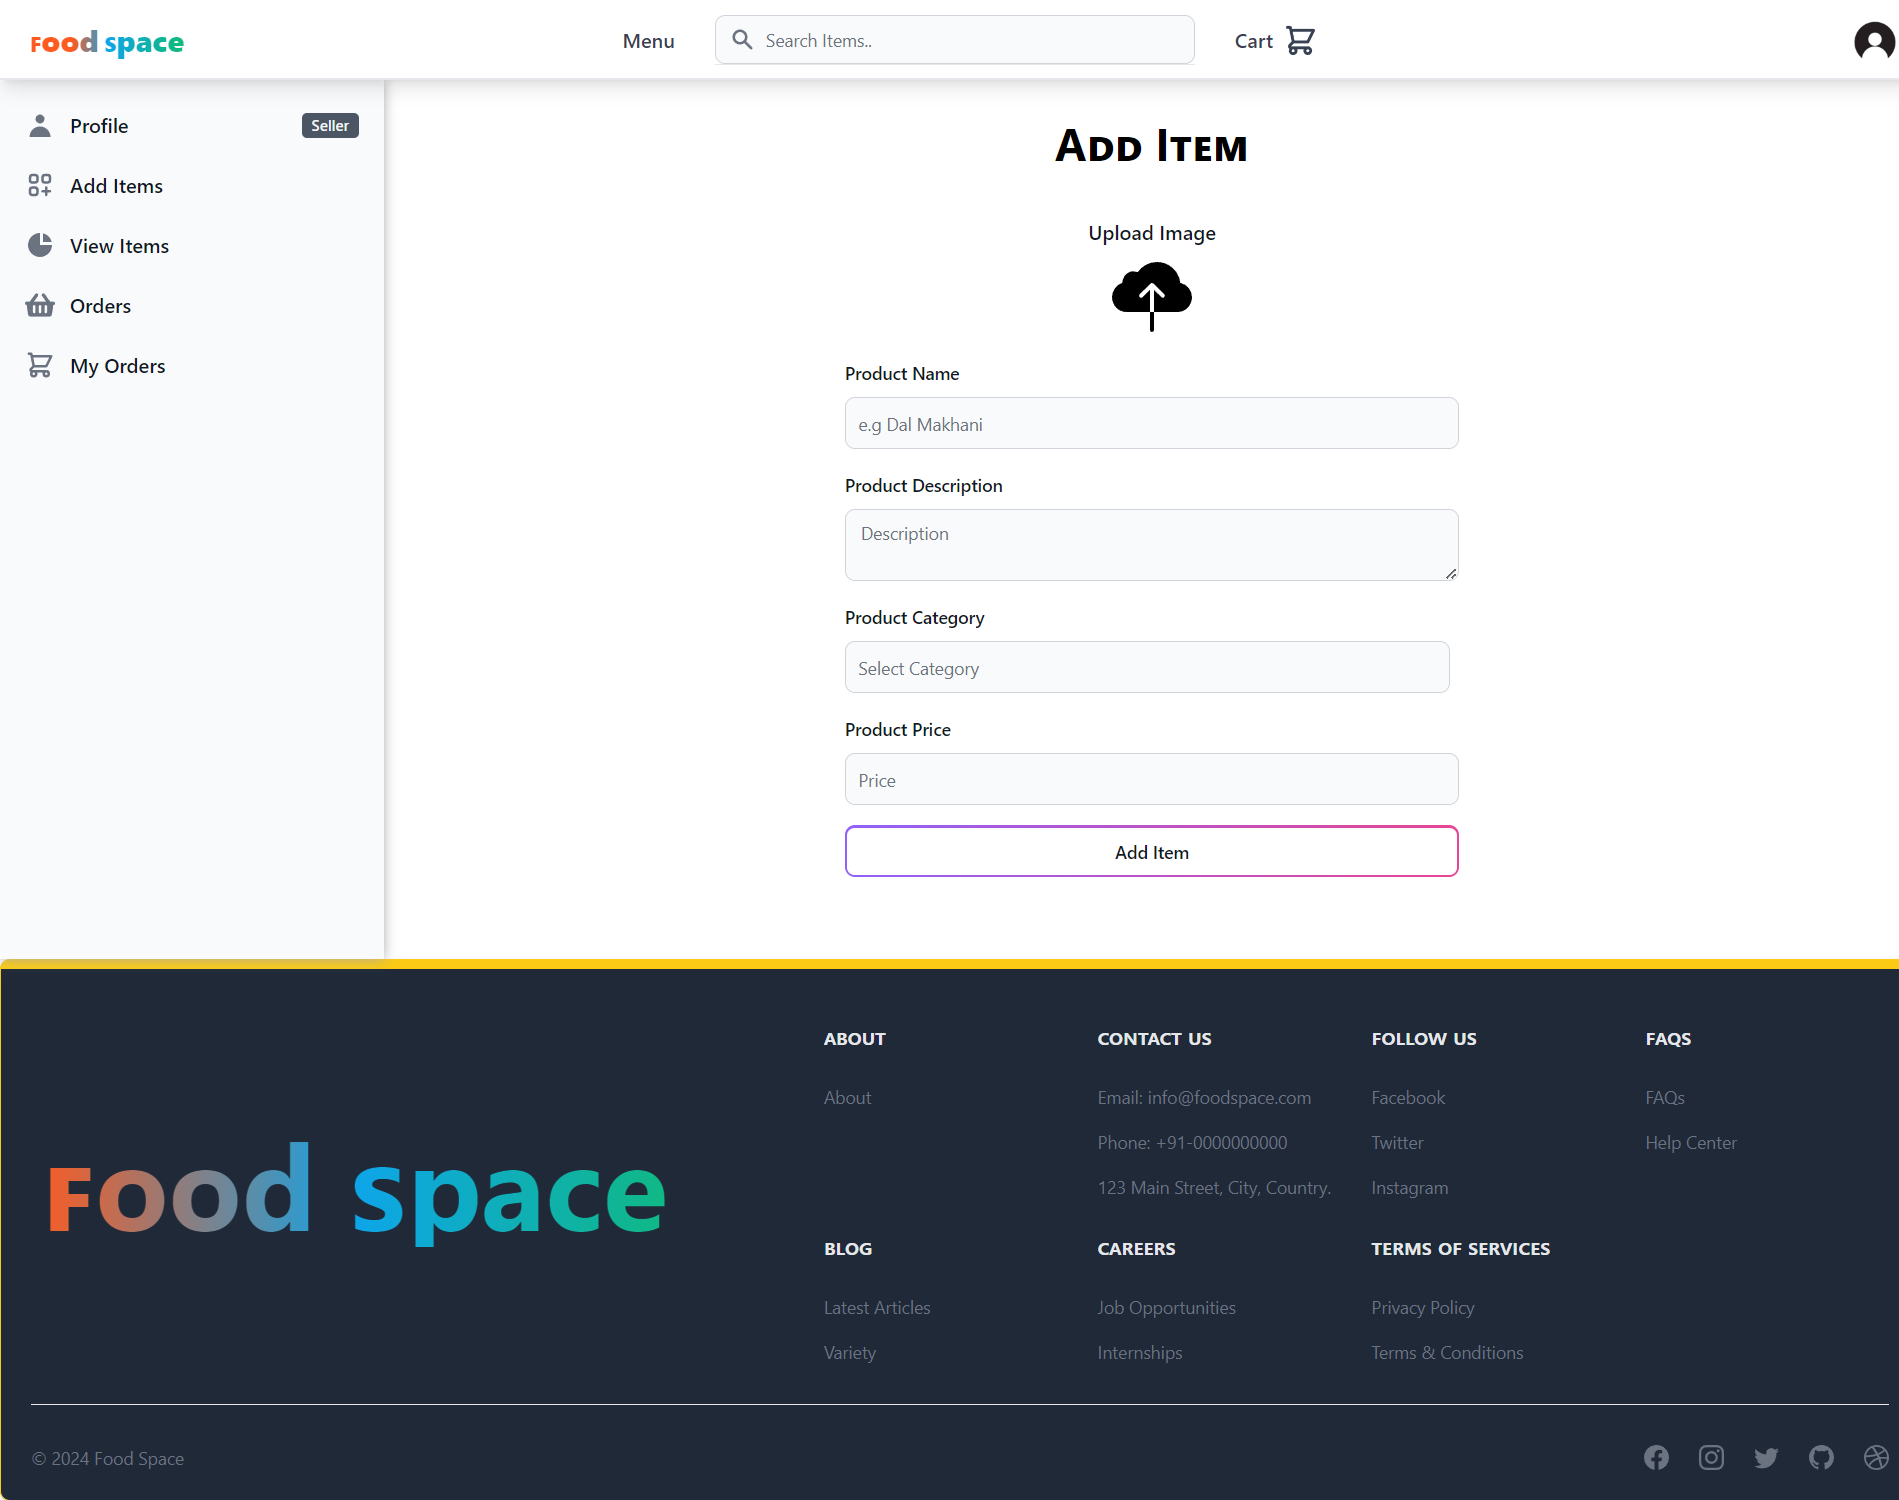 Food space
Menu
Search Items..
Cart
Profile
Seller
Add Items
View Items
Orders
My Orders
Add Item
Upload Image
Product Name
e.g Dal Makhani
Product Description
Description
Product Category
Select Category
Product Price
Price
Add Item
Food space
ABOUT
About
CONTACT US
Email: info@foodspace.com
Phone: +91-0000000000
123 Main Street, City, Country.
FOLLOW US
Facebook
Twitter
Instagram
FAQS
FAQs
Help Center
BLOG
Latest Articles
Variety
CAREERS
Job Opportunities
Internships
TERMS OF SERVICES
Privacy Policy
Terms & Conditions
© 2024 Food Space